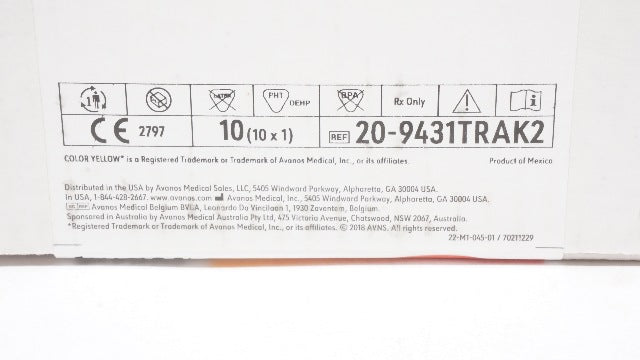 LATEX PHT DEHP BPA Rx Only
CE 2797 10 (10 x 1) REF 20-9431TRAK2
COLOR YELLOW* is a Registered Trademark or Trademark of Avanos Medical, Inc., or its affiliates. Product of Mexico
Distributed in the USA by Avanos Medical Sales, LLC, 5405 Windward Parkway, Alpharetta, GA 30004 USA.
In USA, 1-844-428-2667. www.avanos.com Avanos Medical, Inc., 5405 Windward Parkway, Alpharetta, GA 30004 USA.
EC REP Avanos Medical Belgium BVBA, Leonardo Da Vincilaan 1, 1930 Zaventem, Belgium.
Sponsored in Australia by Avanos Medical Australia Pty Ltd, 475 Victoria Avenue, Chatswood, NSW 2067, Australia.
*Registered Trademark or Trademark of Avanos Medical, Inc., or its affiliates. © 2018 AVNS. All rights reserved.
22-MT-045-01 / 70211229